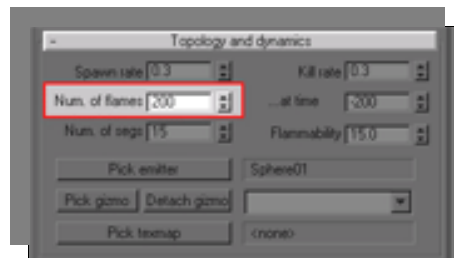 - Topology and dynamics
Spawn rate 0.3 Kill rate 0.3
Num. of flames 200 ...at time -200
Num. of segs 15 Flammability 15.0
Pick emitter Sphere01
Pick gizmo Detach gizmo
Pick texmap <none>